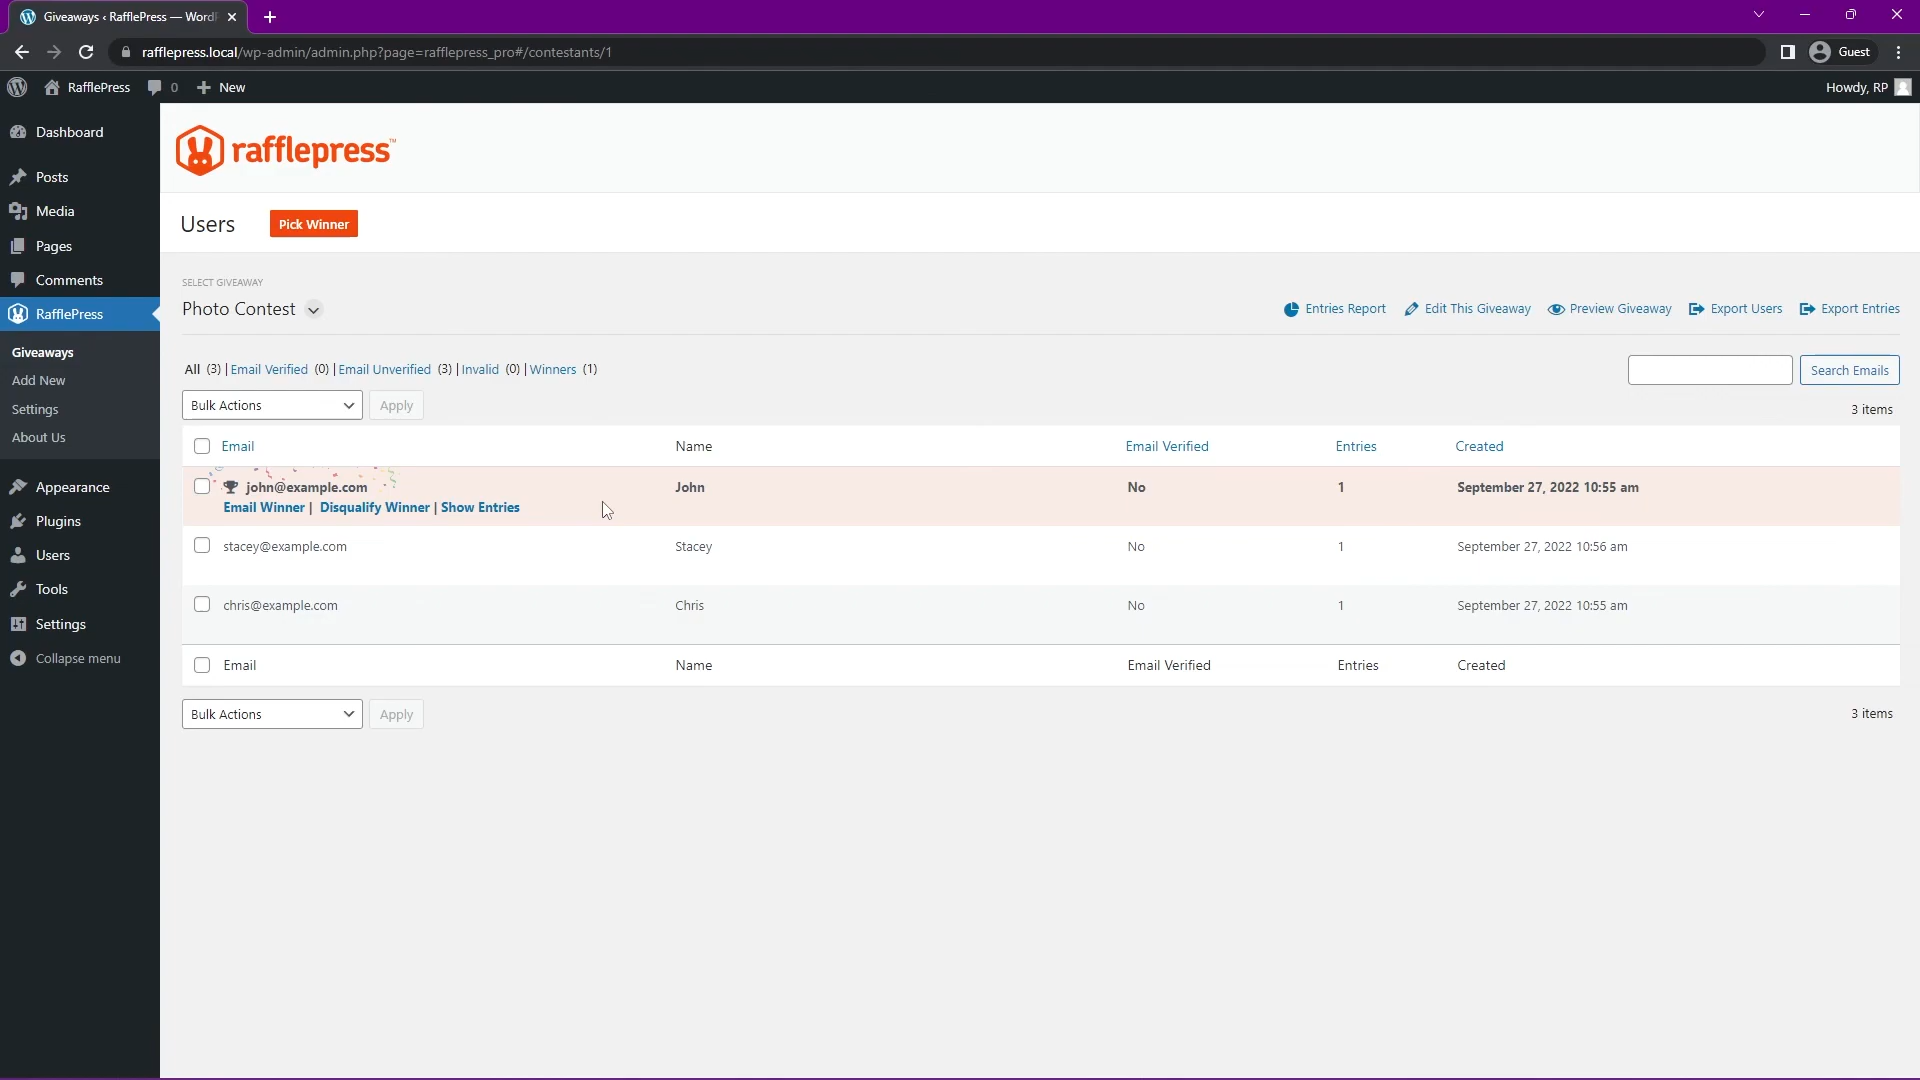 Giveaways ‹ RafflePress — WordP
rafflepress.local/wp-admin/admin.php?page=rafflepress_pro#/contestants/1
Guest
RafflePress 0 New
Howdy, RP
Dashboard
Posts
Media
Pages
Comments
RafflePress
Giveaways
Add New
Settings
About Us
Appearance
Plugins
Users
Tools
Settings
Collapse menu
rafflepress™
Users Pick Winner
SELECT GIVEAWAY
Photo Contest
Entries Report Edit This Giveaway Preview Giveaway Export Users Export Entries
All (3) | Email Verified (0) | Email Unverified (3) | Invalid (0) | Winners (1)
Search Emails
Bulk Actions Apply
3 items
Email Name Email Verified Entries Created
john@example.com John No 1 September 27, 2022 10:55 am
Email Winner | Disqualify Winner | Show Entries
stacey@example.com Stacey No 1 September 27, 2022 10:56 am
chris@example.com Chris No 1 September 27, 2022 10:55 am
Email Name Email Verified Entries Created
Bulk Actions Apply
3 items